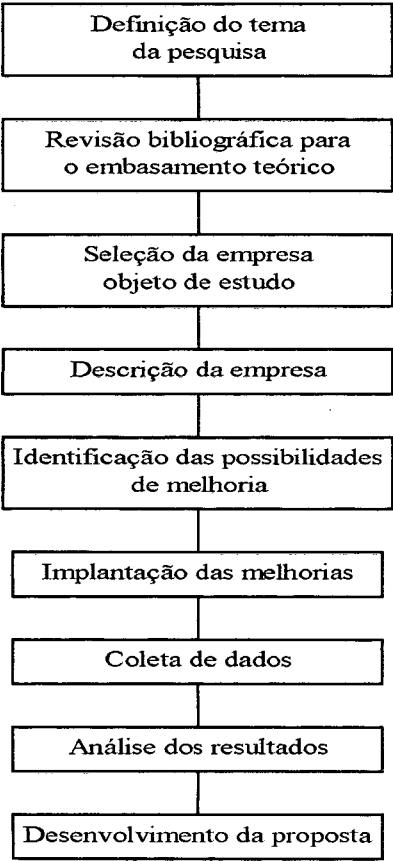 Definição do tema
da pesquisa
Revisão bibliográfica para
o embasamento teórico
Seleção da empresa
objeto de estudo
Descrição da empresa
Identificação das possibilidades
de melhoria
Implantação das melhorias
Coleta de dados
Análise dos resultados
Desenvolvimento da proposta